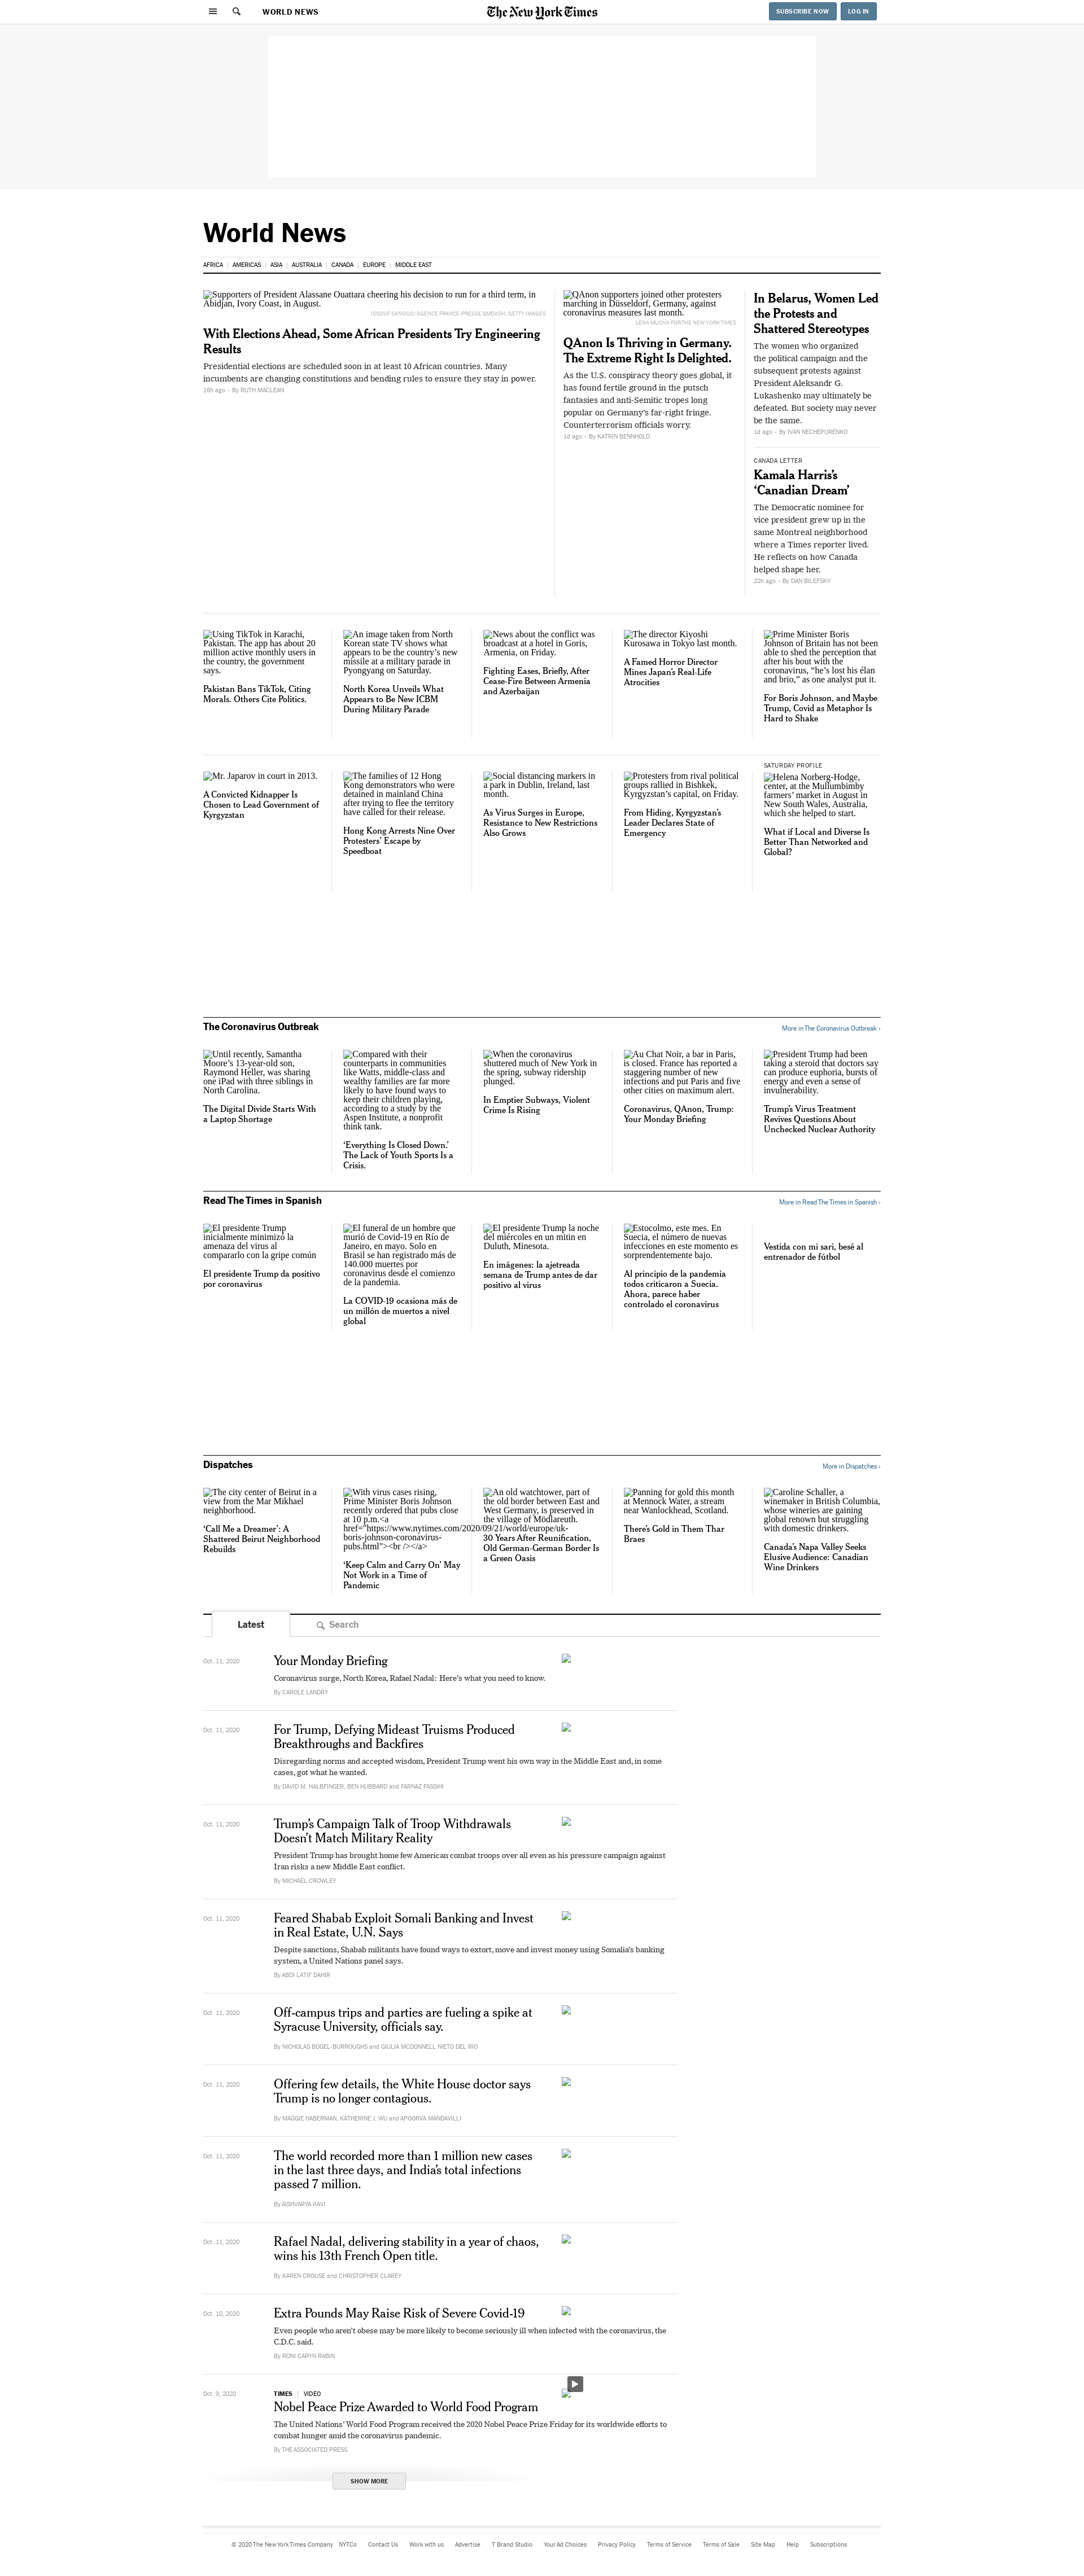 WORLD NEWS
The New York Times
SUBSCRIBE NOW
LOG IN
World News
AFRICA | AMERICAS | ASIA | AUSTRALIA | CANADA | EUROPE | MIDDLE EAST
Supporters of President Alassane Ouattara cheering his decision to run for a third term, in
Abidjan, Ivory Coast, in August.
ISSOUF SANOGO/AGENCE FRANCE-PRESSE &MDASH; GETTY IMAGES
With Elections Ahead, Some African Presidents Try Engineering
Results
Presidential elections are scheduled soon in at least 10 African countries. Many
incumbents are changing constitutions and bending rules to ensure they stay in power.
16h ago - By RUTH MACLEAN
QAnon supporters joined other protesters
marching in Düsseldorf, Germany, against
coronavirus measures last month.
LENA MUCHA FOR THE NEW YORK TIMES
QAnon Is Thriving in Germany.
The Extreme Right Is Delighted.
As the U.S. conspiracy theory goes global, it
has found fertile ground in the putsch
fantasies and anti-Semitic tropes long
popular on Germany's far-right fringe.
Counterterrorism officials worry.
1d ago - By KATRIN BENNHOLD
In Belarus, Women Led
the Protests and
Shattered Stereotypes
The women who organized
the political campaign and the
subsequent protests against
President Aleksandr G.
Lukashenko may ultimately be
defeated. But society may never
be the same.
1d ago - By IVAN NECHEPURENKO
CANADA LETTER
Kamala Harris's
‘Canadian Dream’
The Democratic nominee for
vice president grew up in the
same Montreal neighborhood
where a Times reporter lived.
He reflects on how Canada
helped shape her.
22h ago - By DAN BILEFSKY
Using TikTok in Karachi,
Pakistan. The app has about 20
million active monthly users in
the country, the government
says.
Pakistan Bans TikTok, Citing
Morals. Others Cite Politics.
An image taken from North
Korean state TV shows what
appears to be the country’s new
missile at a military parade in
Pyongyang on Saturday.
North Korea Unveils What
Appears to Be New ICBM
During Military Parade
News about the conflict was
broadcast at a hotel in Goris,
Armenia, on Friday.
Fighting Eases, Briefly, After
Cease-Fire Between Armenia
and Azerbaijan
The director Kiyoshi
Kurosawa in Tokyo last month.
A Famed Horror Director
Mines Japan’s Real-Life
Atrocities
Prime Minister Boris
Johnson of Britain has not been
able to shed the perception that
after his bout with the
coronavirus, “he’s lost his élan
and brio,” as one analyst put it.
For Boris Johnson, and Maybe
Trump, Covid as Metaphor Is
Hard to Shake
Mr. Japarov in court in 2013.
A Convicted Kidnapper Is
Chosen to Lead Government of
Kyrgyzstan
The families of 12 Hong
Kong demonstrators who were
detained in mainland China
after trying to flee the territory
have called for their release.
Hong Kong Arrests Nine Over
Protesters’ Escape by
Speedboat
Social distancing markers in
a park in Dublin, Ireland, last
month.
As Virus Surges in Europe,
Resistance to New Restrictions
Also Grows
Protesters from rival political
groups rallied in Bishkek,
Kyrgyzstan’s capital, on Friday.
From Hiding, Kyrgyzstan’s
Leader Declares State of
Emergency
SATURDAY PROFILE
Helena Norberg-Hodge,
center, at the Mullumbimby
farmers’ market in August in
New South Wales, Australia,
which she helped to start.
What if Local and Diverse Is
Better Than Networked and
Global?
The Coronavirus Outbreak
More in The Coronavirus Outbreak ›
Until recently, Samantha
Moore’s 13-year-old son,
Raymond Heller, was sharing
one iPad with three siblings in
North Carolina.
The Digital Divide Starts With
a Laptop Shortage
Compared with their
counterparts in communities
like Watts, middle-class and
wealthy families are far more
likely to have found ways to
keep their children playing,
according to a study by the
Aspen Institute, a nonprofit
think tank.
‘Everything Is Closed Down.’
The Lack of Youth Sports Is a
Crisis.
When the coronavirus
shuttered much of New York in
the spring, subway ridership
plunged.
In Emptier Subways, Violent
Crime Is Rising
Au Chat Noir, a bar in Paris,
is closed. France has reported a
staggering number of new
infections and put Paris and five
other cities on maximum alert.
Coronavirus, QAnon, Trump:
Your Monday Briefing
President Trump had been
taking a steroid that doctors say
can produce euphoria, bursts of
energy and even a sense of
invulnerability.
Trump’s Virus Treatment
Revives Questions About
Unchecked Nuclear Authority
Read The Times in Spanish
More in Read The Times in Spanish ›
El presidente Trump
inicialmente minimizó la
amenaza del virus al
compararlo con la gripe común
El presidente Trump da positivo
por coronavirus
El funeral de un hombre que
murió de Covid-19 en Río de
Janeiro, en mayo. Solo en
Brasil se han registrado más de
140.000 muertes por
coronavirus desde el comienzo
de la pandemia.
La COVID-19 ocasiona más de
un millón de muertos a nivel
global
El presidente Trump la noche
del miércoles en un mitin en
Duluth, Minesota.
En imágenes: la ajetreada
semana de Trump antes de dar
positivo al virus
Estocolmo, este mes. En
Suecia, el número de nuevas
infecciones en este momento es
sorprendentemente bajo.
Al principio de la pandemia
todos criticaron a Suecia.
Ahora, parece haber
controlado el coronavirus
Vestida con mi sari, besé al
entrenador de fútbol
Dispatches
More in Dispatches ›
The city center of Beirut in a
view from the Mar Mikhael
neighborhood.
‘Call Me a Dreamer’: A
Shattered Beirut Neighborhood
Rebuilds
With virus cases rising,
Prime Minister Boris Johnson
recently ordered that pubs close
at 10 p.m.<a
href="https://www.nytimes.com/2020/09/21/world/europe/uk-
boris-johnson-coronavirus-
pubs.html"><br /></a>
‘Keep Calm and Carry On’ May
Not Work in a Time of
Pandemic
An old watchtower, part of
the old border between East and
West Germany, is preserved in
the village of Mödlareuth.
30 Years After Reunification,
Old German-German Border Is
a Green Oasis
Panning for gold this month
at Mennock Water, a stream
near Wanlockhead, Scotland.
There’s Gold in Them Thar
Braes
Caroline Schaller, a
winemaker in British Columbia,
whose wineries are gaining
global renown but struggling
with domestic drinkers.
Canada’s Napa Valley Seeks
Elusive Audience: Canadian
Wine Drinkers
Latest
Search
Oct. 11, 2020
Your Monday Briefing
Coronavirus surge, North Korea, Rafael Nadal: Here’s what you need to know.
By CAROLE LANDRY
Oct. 11, 2020
For Trump, Defying Mideast Truisms Produced
Breakthroughs and Backfires
Disregarding norms and accepted wisdom, President Trump went his own way in the Middle East and, in some
cases, got what he wanted.
By DAVID M. HALBFINGER, BEN HUBBARD and FARNAZ FASSIHI
Oct. 11, 2020
Trump’s Campaign Talk of Troop Withdrawals
Doesn’t Match Military Reality
President Trump has brought home few American combat troops over all even as his pressure campaign against
Iran risks a new Middle East conflict.
By MICHAEL CROWLEY
Oct. 11, 2020
Feared Shabab Exploit Somali Banking and Invest
in Real Estate, U.N. Says
Despite sanctions, Shabab militants have found ways to extort, move and invest money using Somalia’s banking
system, a United Nations panel says.
By ABDI LATIF DAHIR
Oct. 11, 2020
Off-campus trips and parties are fueling a spike at
Syracuse University, officials say.
By NICHOLAS BOGEL-BURROUGHS and GIULIA MCDONNELL NIETO DEL RIO
Oct. 11, 2020
Offering few details, the White House doctor says
Trump is no longer contagious.
By MAGGIE HABERMAN, KATHERINE J. WU and APOORVA MANDAVILLI
Oct. 11, 2020
The world recorded more than 1 million new cases
in the last three days, and India’s total infections
passed 7 million.
By AISHVARYA KAVI
Oct. 11, 2020
Rafael Nadal, delivering stability in a year of chaos,
wins his 13th French Open title.
By KAREN CROUSE and CHRISTOPHER CLAREY
Oct. 10, 2020
Extra Pounds May Raise Risk of Severe Covid-19
Even people who aren’t obese may be more likely to become seriously ill when infected with the coronavirus, the
C.D.C. said.
By RONI CARYN RABIN
Oct. 9, 2020
TIMES | VIDEO
Nobel Peace Prize Awarded to World Food Program
The United Nations’ World Food Program received the 2020 Nobel Peace Prize Friday for its worldwide efforts to
combat hunger amid the coronavirus pandemic.
By THE ASSOCIATED PRESS
SHOW MORE
© 2020 The New York Times Company NYTCo Contact Us Work with us Advertise T Brand Studio Your Ad Choices Privacy Policy Terms of Service Terms of Sale Site Map Help Subscriptions